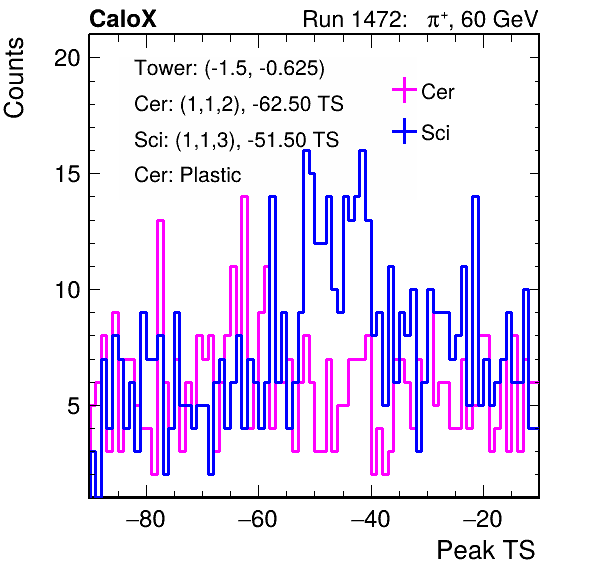 CaloX Run 1472: π⁺, 60 GeV
Counts
20
15
10
5
Tower: (-1.5, -0.625)
Cer: (1,1,2), -62.50 TS
Sci: (1,1,3), -51.50 TS
Cer: Plastic
Cer
Sci
−80 −60 −40 −20
Peak TS